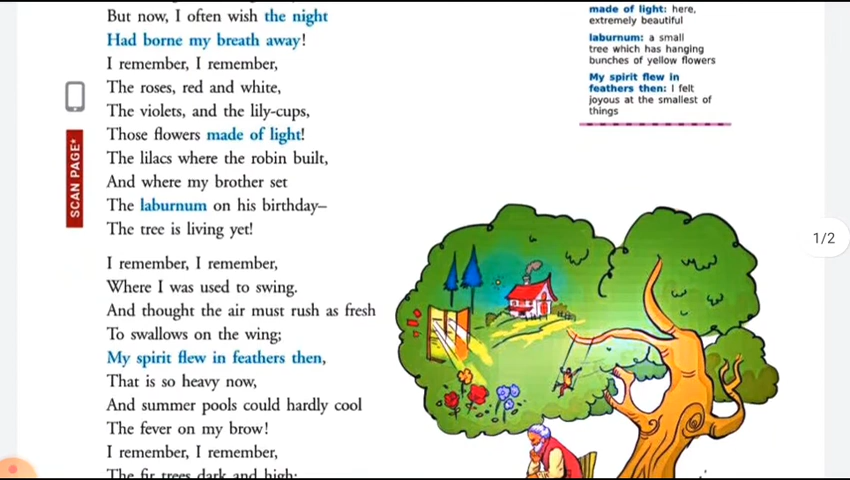 But now, I often wish the night
Had borne my breath away!
I remember, I remember,
The roses, red and white,
The violets, and the lily-cups,
Those flowers made of light!
The lilacs where the robin built,
And where my brother set
The laburnum on his birthday–
The tree is living yet!
I remember, I remember,
Where I was used to swing.
And thought the air must rush as fresh
To swallows on the wing;
My spirit flew in feathers then,
That is so heavy now,
And summer pools could hardly cool
The fever on my brow!
I remember, I remember,
The fir trees dark and high;
SCAN PAGE*
made of light: here,
extremely beautiful
laburnum: a small
tree which has hanging
bunches of yellow flowers
My spirit flew in
feathers then: I felt
joyous at the smallest of
things
1/2